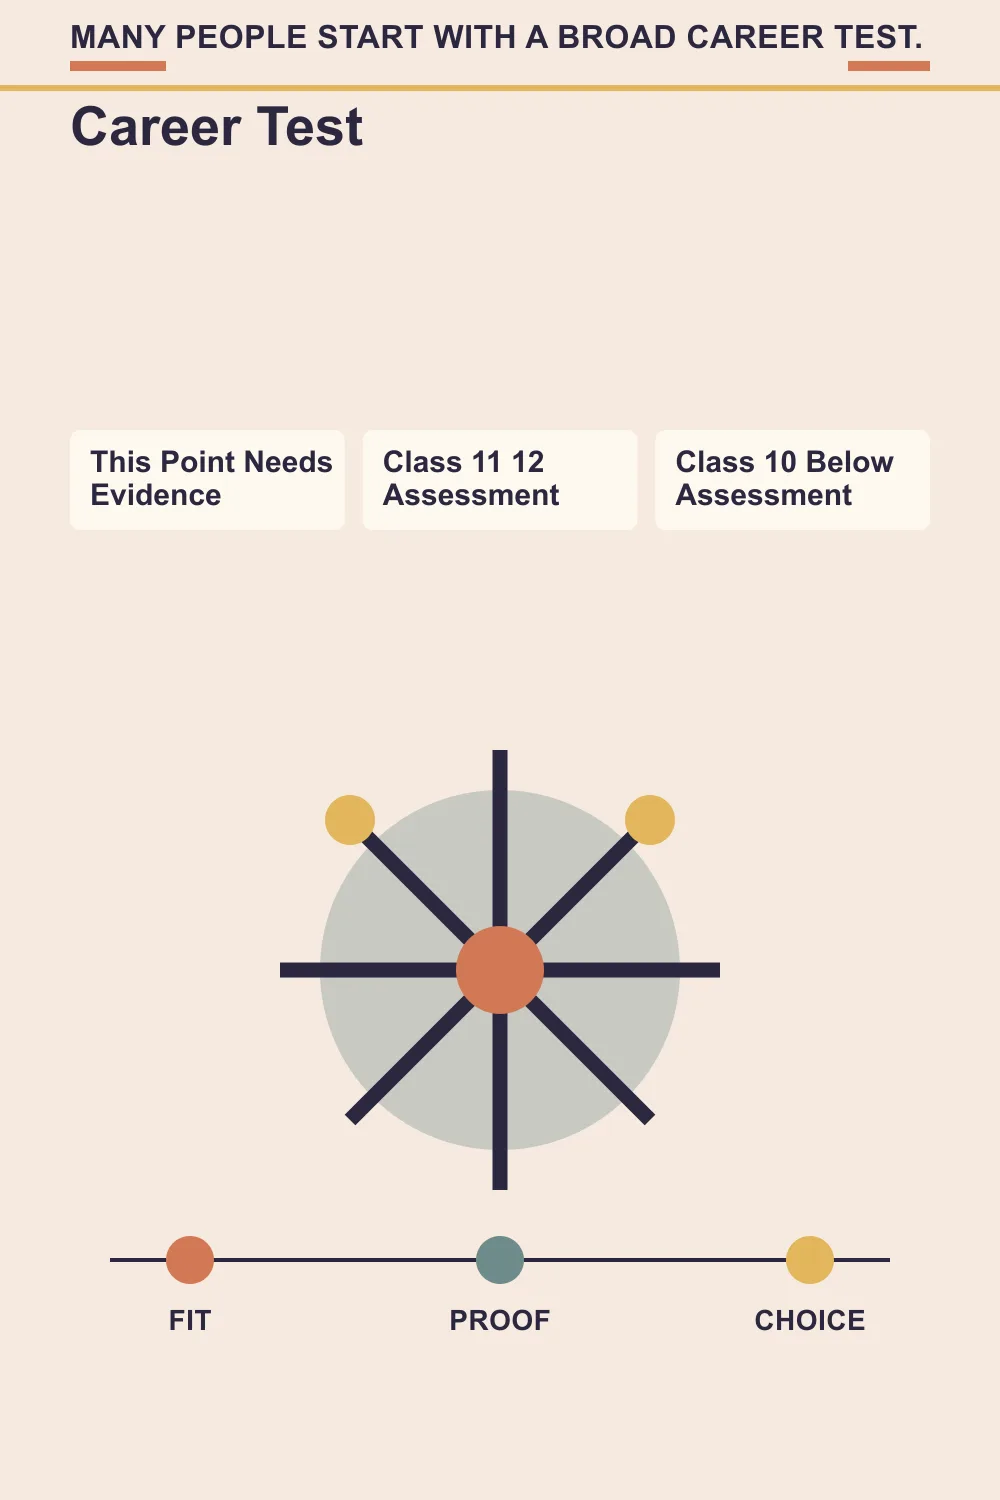 MANY PEOPLE START WITH A BROAD CAREER TEST.
Career Test
This Point Needs
Evidence
Class 11 12
Assessment
Class 10 Below
Assessment
FIT
PROOF
CHOICE